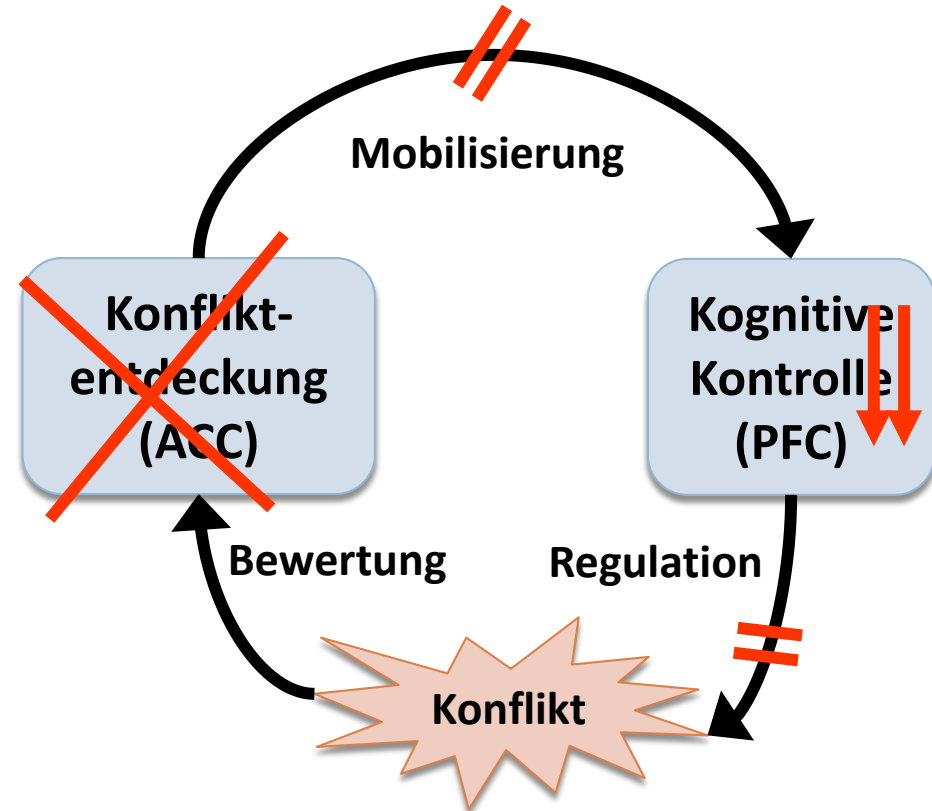 Mobilisierung
Konflikt-
entdeckung
(ACC)
Kognitive
Kontrolle
(PFC)
Bewertung
Regulation
Konflikt